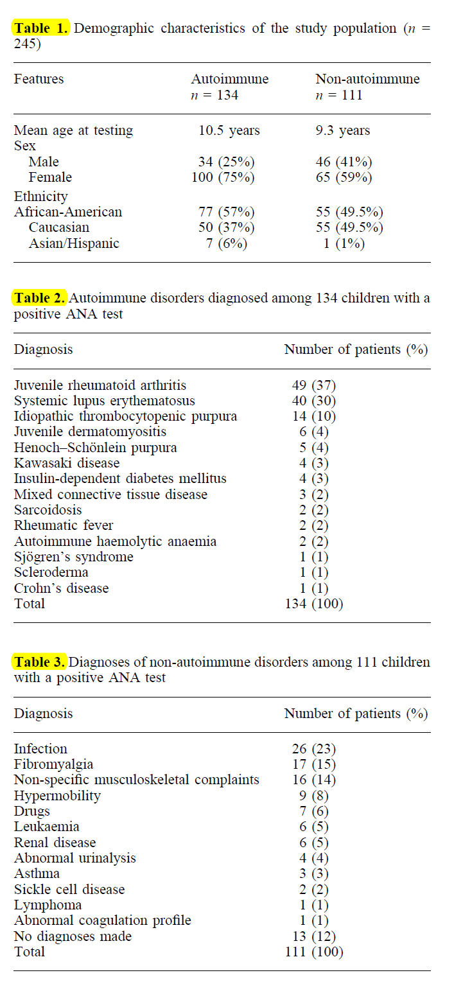 Table 1. Demographic characteristics of the study population (n =
245)
Features Autoimmune Non-autoimmune
n = 134 n = 111
Mean age at testing 10.5 years 9.3 years
Sex
Male 34 (25%) 46 (41%)
Female 100 (75%) 65 (59%)
Ethnicity
African-American 77 (57%) 55 (49.5%)
Caucasian 50 (37%) 55 (49.5%)
Asian/Hispanic 7 (6%) 1 (1%)
Table 2. Autoimmune disorders diagnosed among 134 children with a
positive ANA test
Diagnosis Number of patients (%)
Juvenile rheumatoid arthritis 49 (37)
Systemic lupus erythematosus 40 (30)
Idiopathic thrombocytopenic purpura 14 (10)
Juvenile dermatomyositis 6 (4)
Henoch–Schönlein purpura 5 (4)
Kawasaki disease 4 (3)
Insulin-dependent diabetes mellitus 4 (3)
Mixed connective tissue disease 3 (2)
Sarcoidosis 2 (2)
Rheumatic fever 2 (2)
Autoimmune haemolytic anaemia 2 (2)
Sjögren's syndrome 1 (1)
Scleroderma 1 (1)
Crohn's disease 1 (1)
Total 134 (100)
Table 3. Diagnoses of non-autoimmune disorders among 111 children
with a positive ANA test
Diagnosis Number of patients (%)
Infection 26 (23)
Fibromyalgia 17 (15)
Non-specific musculoskeletal complaints 16 (14)
Hypermobility 9 (8)
Drugs 7 (6)
Leukaemia 6 (5)
Renal disease 6 (5)
Abnormal urinalysis 4 (4)
Asthma 3 (3)
Sickle cell disease 2 (2)
Lymphoma 1 (1)
Abnormal coagulation profile 1 (1)
No diagnoses made 13 (12)
Total 111 (100)